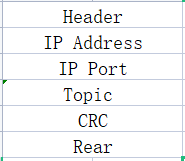 Header
IP Address
IP Port
Topic
CRC
Rear